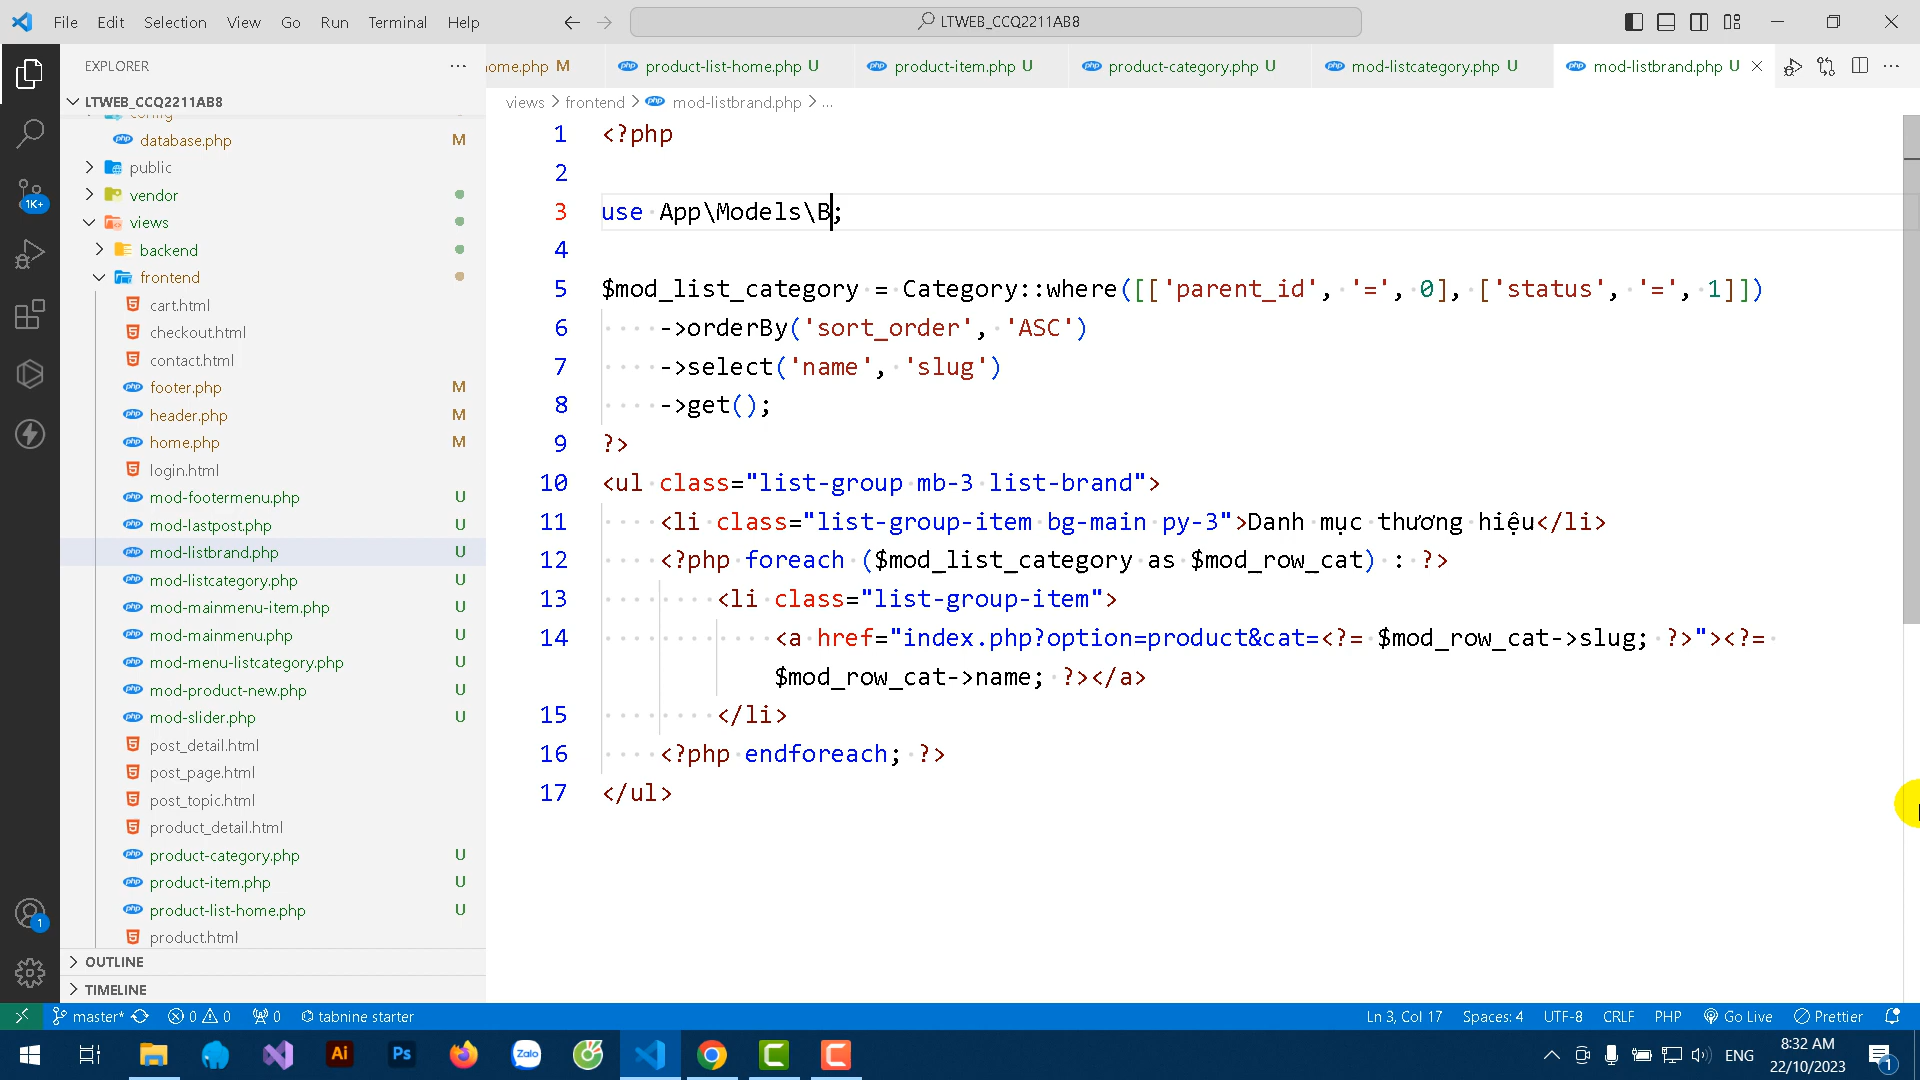 File Edit Selection View Go Run Terminal Help
LTWEB_CCQ2211AB8
EXPLORER
LTWEB_CCQ2211AB8
config
database.php M
public
vendor
views
backend
frontend
cart.html
checkout.html
contact.html
footer.php M
header.php M
home.php M
login.html
mod-footermenu.php U
mod-lastpost.php U
mod-listbrand.php U
mod-listcategory.php U
mod-mainmenu-item.php U
mod-mainmenu.php U
mod-menu-listcategory.php U
mod-product-new.php U
mod-slider.php U
post_detail.html
post_page.html
post_topic.html
product_detail.html
product-category.php U
product-item.php U
product-list-home.php U
product.html
OUTLINE
TIMELINE
1K+
1
ome.php M product-list-home.php U product-item.php U product-category.php U mod-listcategory.php U mod-listbrand.php U
views > frontend > mod-listbrand.php > ...
1 <?php
2
3 use App\Models\B;
4
5 $mod_list_category = Category::where([['parent_id', '=', 0], ['status', '=', 1]])
6 ->orderBy('sort_order', 'ASC')
7 ->select('name', 'slug')
8 ->get();
9 ?>
10 <ul class="list-group mb-3 list-brand">
11 <li class="list-group-item bg-main py-3">Danh mục thương hiệu</li>
12 <?php foreach ($mod_list_category as $mod_row_cat) : ?>
13 <li class="list-group-item">
14 <a href="index.php?option=product&cat=<?= $mod_row_cat->slug; ?>"><?=
$mod_row_cat->name; ?></a>
15 </li>
16 <?php endforeach; ?>
17 </ul>
master* 0 0 0 tabnine starter Ln 3, Col 17 Spaces: 4 UTF-8 CRLF PHP Go Live Prettier
Ai Ps Zalo ENG
8:32 AM
22/10/2023
1